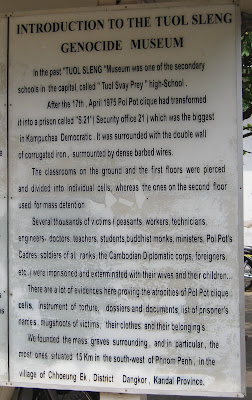 INTRODUCTION TO THE TUOL SLENG
GENOCIDE MUSEUM
In the past "TUOL SLENG "Museum was one of the secondary
schools in the capital, called " Tuol Svay Prey " high-School .
After the 17th , April 1975 Pol Pot clique had transformed
it into a prison called "S.21"( Security office 21 ) which was the biggest
in Kampuchea Democratic . It was surrounded with the double wall
of corrugated iron , surmounted by dense barbed wires.
The classrooms on the ground and the first floors were pierced
and divided into individual cells, whereas the ones on the second floor
used for mass detention
Several thousands of victims ( peasants, workers, technicians,
engineers, doctors, teachers, students,buddhist monks, ministers, Pol Pot's
Cadres, soldiers of all ranks, the Cambodian Diplomatic corps, foreigners,
etc.) were imprisoned and exterminated with their wives and their children...
There are a lot of evidences here proving the atrocities of Pol Pot clique
cells, instrument of torture, dossiers and documents, list of prisoner's
names, mugshoots of victims, their clothes and their belongings.
We founded the mass graves surrounding, and in particular, the
most ones situated 15 Km in the south-west of Phnom Penh, in the
village of Chhoeung Ek , District Dangkor , Kandal Province.